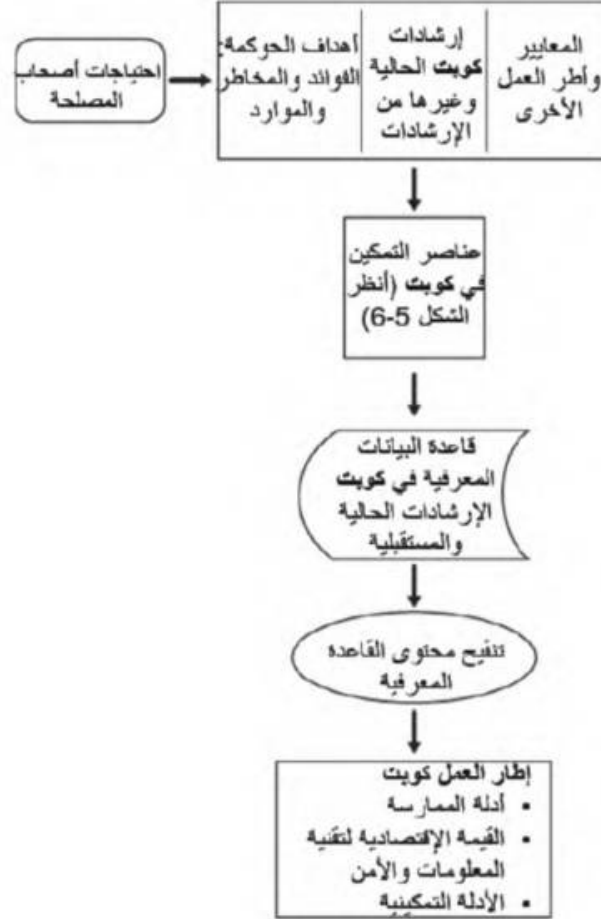 احتياجات أصحاب
المصلحة
أهداف الحوكمة:
الفوائد والمخاطر
والموارد
إرشادات
كوبت الحالية
وغيرها من
الإرشادات
المعايير
وأطر العمل
الأخرى
عناصر التمكين
في كوبت (أنظر
الشكل 5-6)
قاعدة البيانات
المعرفية في كوبت
الإرشادات الحالية
والمستقبلية
تنقيح محتوى القاعدة
المعرفية
إطار العمل كوبت
▪ أدلة الممارسة
▪ القيمة الإقتصادية لتقنية
المعلومات والأمن
▪ الأدلة التمكينية